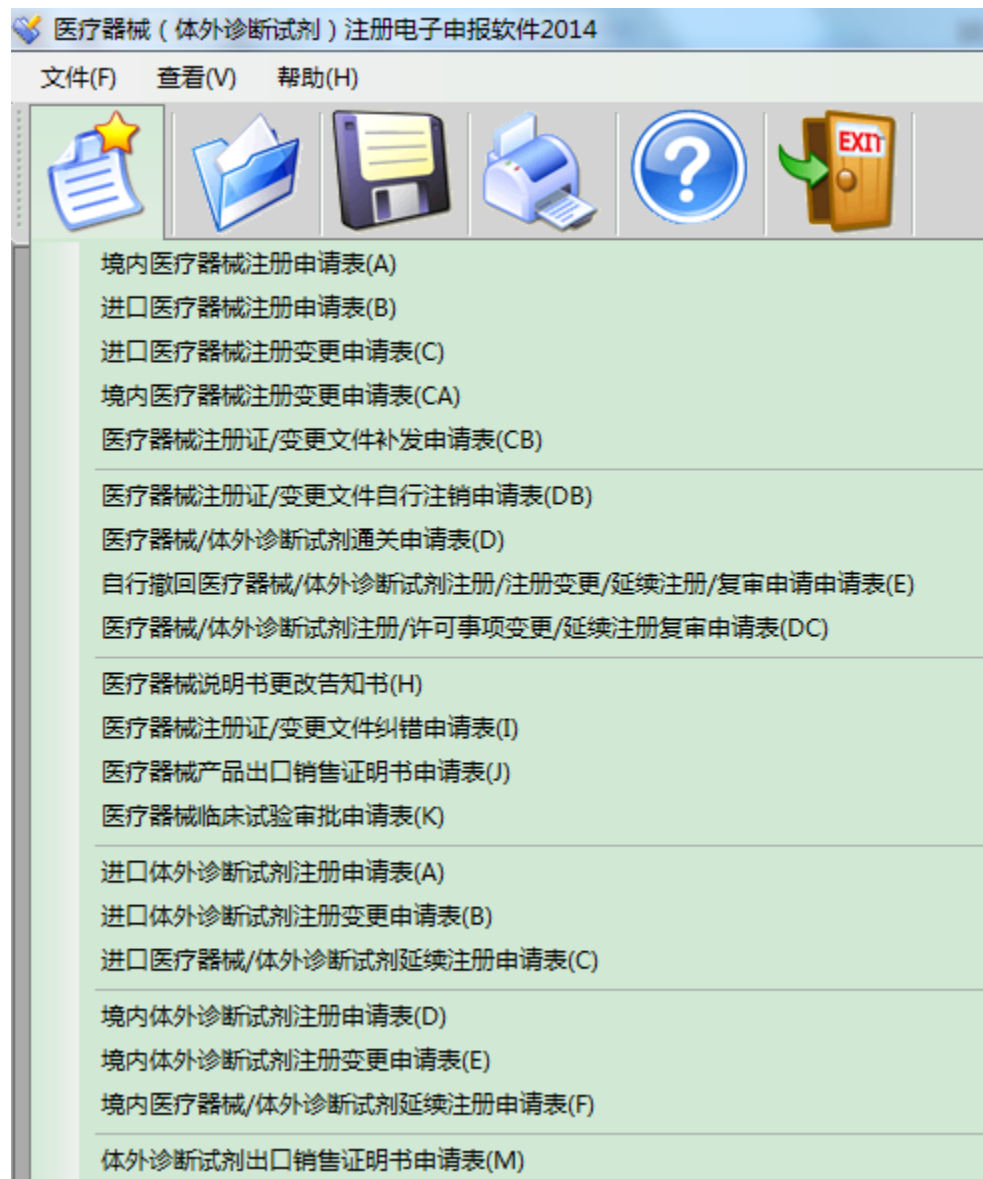 医疗器械（体外诊断试剂）注册电子申报软件2014
文件(F) 查看(V) 帮助(H)
EXIT
境内医疗器械注册申请表(A)
进口医疗器械注册申请表(B)
进口医疗器械注册变更申请表(C)
境内医疗器械注册变更申请表(CA)
医疗器械注册证/变更文件补发申请表(CB)
医疗器械注册证/变更文件自行注销申请表(DB)
医疗器械/体外诊断试剂通关申请表(D)
自行撤回医疗器械/体外诊断试剂注册/注册变更/延续注册/复审申请申请表(E)
医疗器械/体外诊断试剂注册/许可事项变更/延续注册复审申请表(DC)
医疗器械说明书更改告知书(H)
医疗器械注册证/变更文件纠错申请表(I)
医疗器械产品出口销售证明书申请表(J)
医疗器械临床试验审批申请表(K)
进口体外诊断试剂注册申请表(A)
进口体外诊断试剂注册变更申请表(B)
进口医疗器械/体外诊断试剂延续注册申请表(C)
境内体外诊断试剂注册申请表(D)
境内体外诊断试剂注册变更申请表(E)
境内医疗器械/体外诊断试剂延续注册申请表(F)
体外诊断试剂出口销售证明书申请表(M)